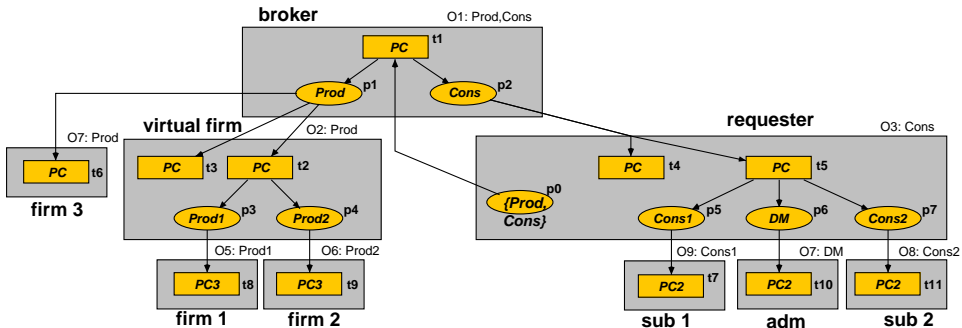 broker
O1: Prod,Cons
PC t1
Prod p1
Cons p2
virtual firm
requester
O7: Prod
O2: Prod
O3: Cons
PC t6
PC t3
PC t2
PC t4
PC t5
firm 3
{Prod, Cons} p0
Prod1 p3
Prod2 p4
Cons1 p5
DM p6
Cons2 p7
O5: Prod1
O6: Prod2
O9: Cons1
O7: DM
O8: Cons2
PC3 t8
PC3 t9
PC2 t7
PC2 t10
PC2 t11
firm 1
firm 2
sub 1
adm
sub 2